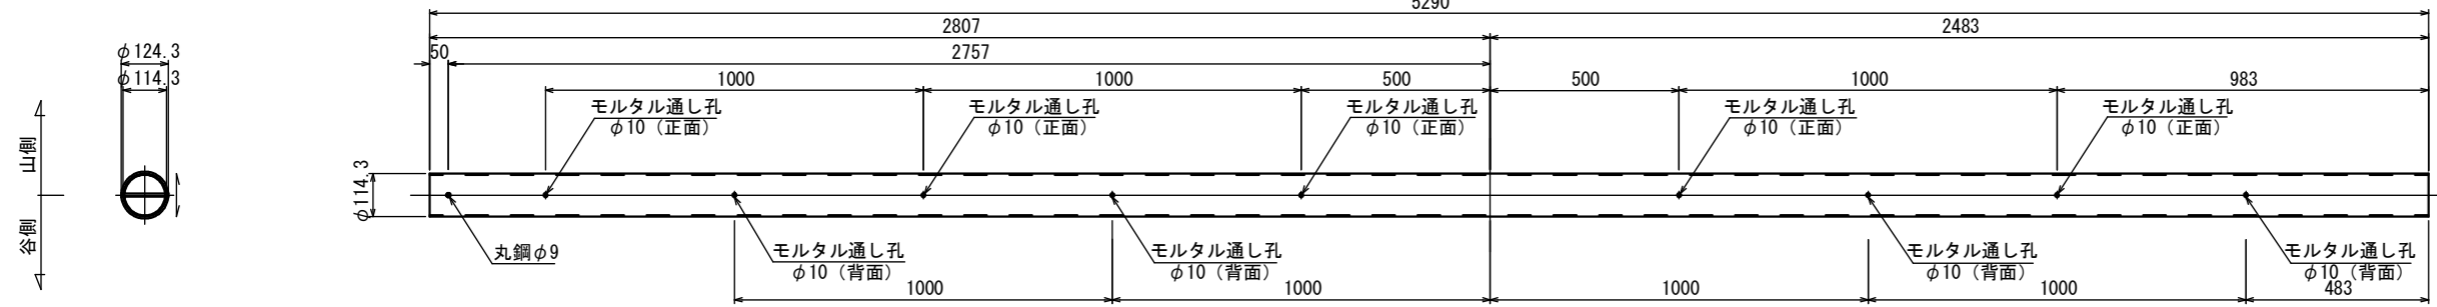 5290
2807
2483
φ124.3
50
2757
φ114.3
1000
1000
500
500
1000
983
モルタル通し孔
φ10（正面）
モルタル通し孔
φ10（正面）
モルタル通し孔
φ10（正面）
モルタル通し孔
φ10（正面）
モルタル通し孔
φ10（正面）
山側
谷側
φ114.3
丸鋼φ9
モルタル通し孔
φ10（背面）
モルタル通し孔
φ10（背面）
モルタル通し孔
φ10（背面）
モルタル通し孔
φ10（背面）
1000
1000
1000
1000
483